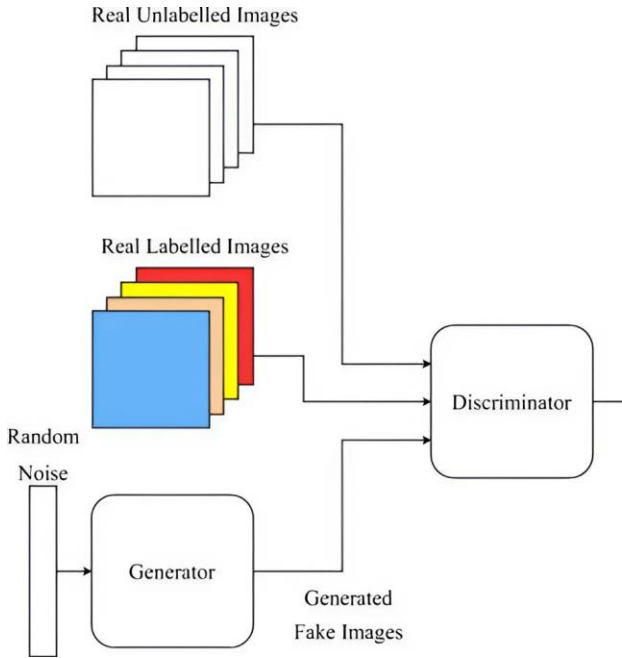 Real Unlabelled Images
Real Labelled Images
Random
Noise
Generator
Generated
Fake Images
Discriminator